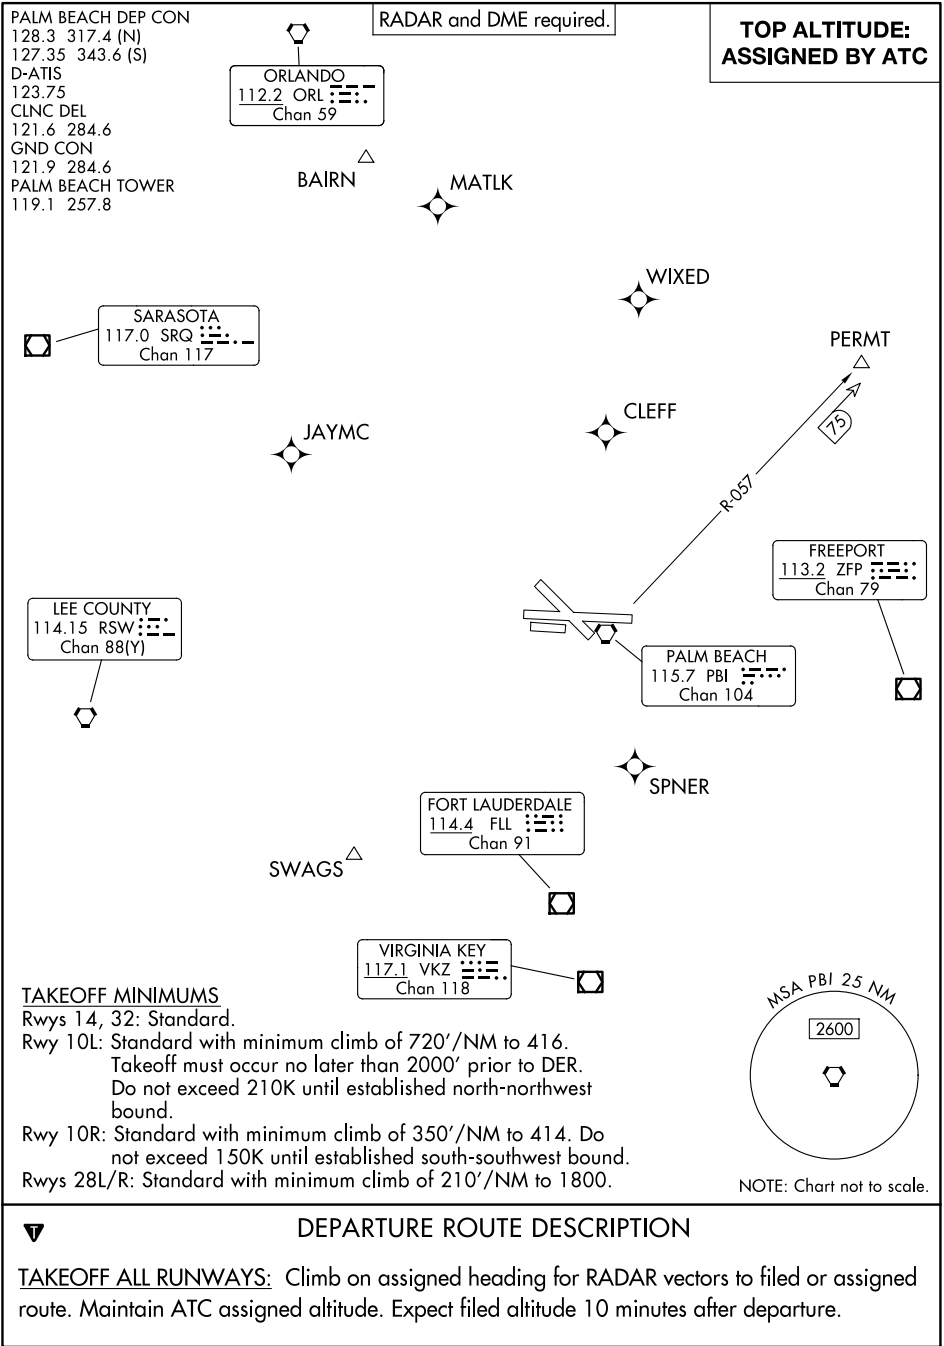 PALM BEACH DEP CON
128.3 317.4 (N)
127.35 343.6 (S)
D-ATIS
123.75
CLNC DEL
121.6 284.6
GND CON
121.9 284.6
PALM BEACH TOWER
119.1 257.8
RADAR and DME required.
TOP ALTITUDE:
ASSIGNED BY ATC
ORLANDO
112.2 ORL
Chan 59
BAIRN
MATLK
WIXED
SARASOTA
117.0 SRQ
Chan 117
PERMT
75
CLEFF
JAYMC
R-057
FREEPORT
113.2 ZFP
Chan 79
LEE COUNTY
114.15 RSW
Chan 88(Y)
PALM BEACH
115.7 PBI
Chan 104
SPNER
FORT LAUDERDALE
114.4 FLL
Chan 91
SWAGS
VIRGINIA KEY
117.1 VKZ
Chan 118
MSA PBI 25 NM
2600
TAKEOFF MINIMUMS
Rwys 14, 32: Standard.
Rwy 10L: Standard with minimum climb of 720'/NM to 416.
Takeoff must occur no later than 2000' prior to DER.
Do not exceed 210K until established north-northwest
bound.
Rwy 10R: Standard with minimum climb of 350'/NM to 414. Do
not exceed 150K until established south-southwest bound.
Rwys 28L/R: Standard with minimum climb of 210'/NM to 1800.
NOTE: Chart not to scale.
T
DEPARTURE ROUTE DESCRIPTION
TAKEOFF ALL RUNWAYS: Climb on assigned heading for RADAR vectors to filed or assigned
route. Maintain ATC assigned altitude. Expect filed altitude 10 minutes after departure.